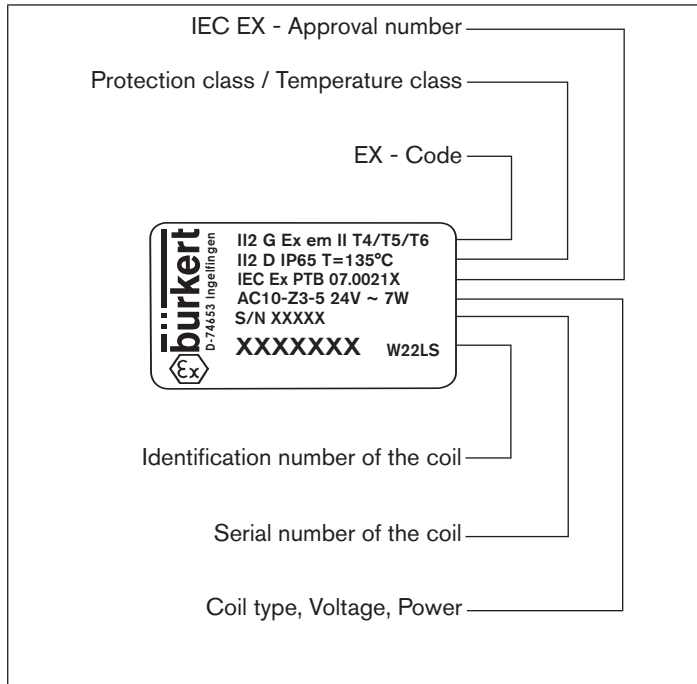 IEC EX - Approval number
Protection class / Temperature class
EX - Code
bürkert
D-74653 Ingelfingen
Ex
II2 G Ex em II T4/T5/T6
II2 D IP65 T=135°C
IEC Ex PTB 07.0021X
AC10-Z3-5 24V ~ 7W
S/N XXXXX
XXXXXXX W22LS
Identification number of the coil
Serial number of the coil
Coil type, Voltage, Power